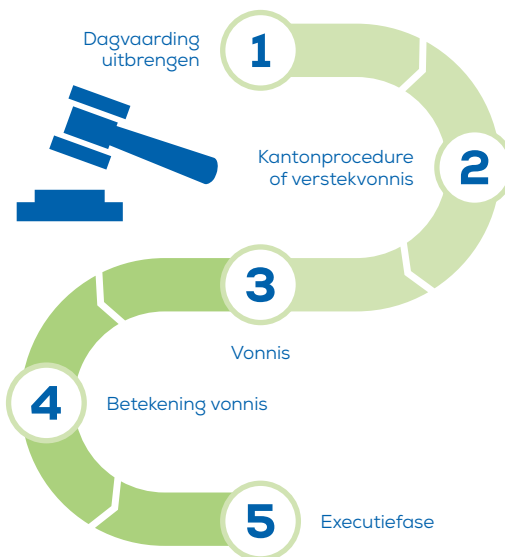 Dagvaarding
uitbrengen
1
Kantonprocedure
of verstekvonnis
2
3
Vonnis
4
Betekening vonnis
5
Executiefase